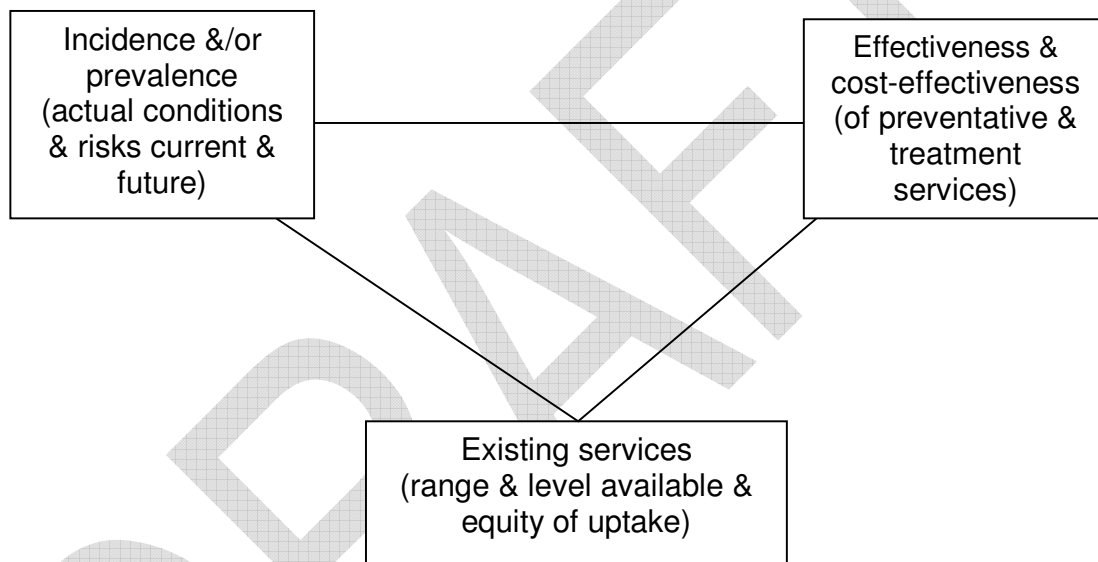 Incidence &/or
prevalence
(actual conditions
& risks current &
future)
Effectiveness &
cost-effectiveness
(of preventative &
treatment
services)
Existing services
(range & level available &
equity of uptake)
DRAF